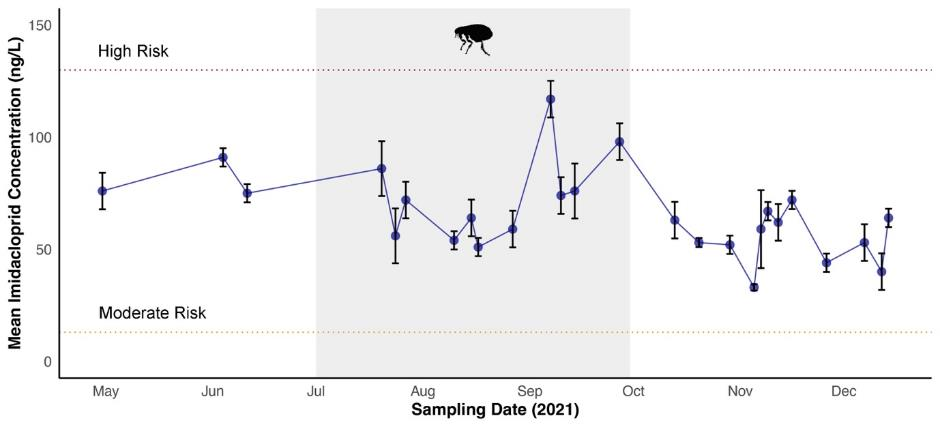 Mean Imidacloprid Concentration (ng/L)
150
High Risk
100
50
Moderate Risk
0
May Jun Jul Aug Sep Oct Nov Dec
Sampling Date (2021)